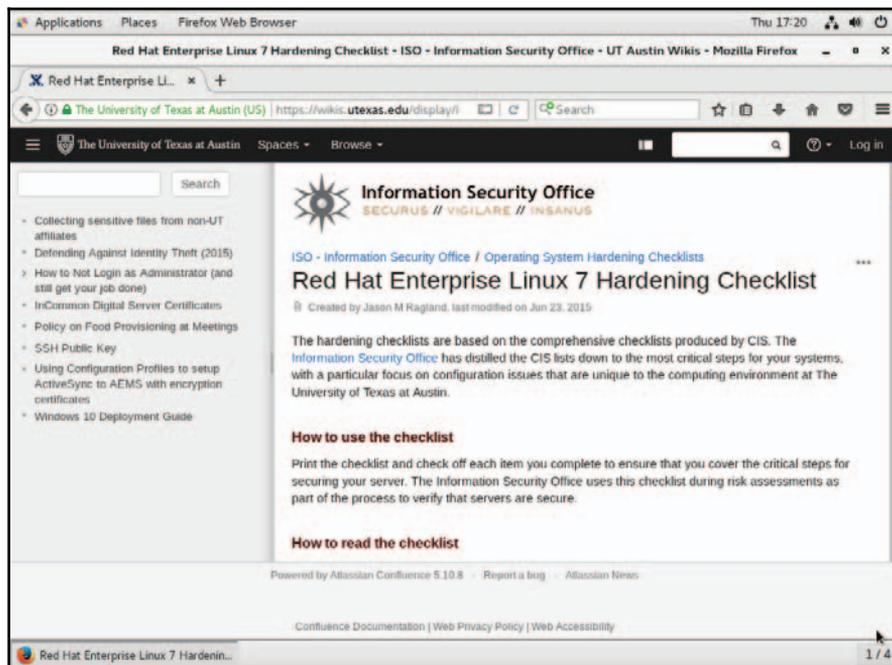 Applications Places Firefox Web Browser Thu 17:20
Red Hat Enterprise Linux 7 Hardening Checklist - ISO - Information Security Office - UT Austin Wikis - Mozilla Firefox
Red Hat Enterprise Li...
The University of Texas at Austin (US) https://wikis.utexas.edu/display/I Search
The University of Texas at Austin Spaces Browse Log in
Search
Collecting sensitive files from non-UT
affiliates
Defending Against Identity Theft (2015)
How to Not Login as Administrator (and
still get your job done)
InCommon Digital Server Certificates
Policy on Food Provisioning at Meetings
SSH Public Key
Using Configuration Profiles to setup
ActiveSync to AEMS with encryption
certificates
Windows 10 Deployment Guide
Information Security Office
SECURUS // VIGILARE // INSANUS
ISO - Information Security Office / Operating System Hardening Checklists
Red Hat Enterprise Linux 7 Hardening Checklist
Created by Jason M Ragland, last modified on Jun 23, 2015
The hardening checklists are based on the comprehensive checklists produced by CIS. The
Information Security Office has distilled the CIS lists down to the most critical steps for your systems,
with a particular focus on configuration issues that are unique to the computing environment at The
University of Texas at Austin.
How to use the checklist
Print the checklist and check off each item you complete to ensure that you cover the critical steps for
securing your server. The Information Security Office uses this checklist during risk assessments as
part of the process to verify that servers are secure.
How to read the checklist
Powered by Atlassian Confluence 5.10.8 · Report a bug · Atlassian News
Confluence Documentation | Web Privacy Policy | Web Accessibility
Red Hat Enterprise Linux 7 Hardenin... 1 / 4